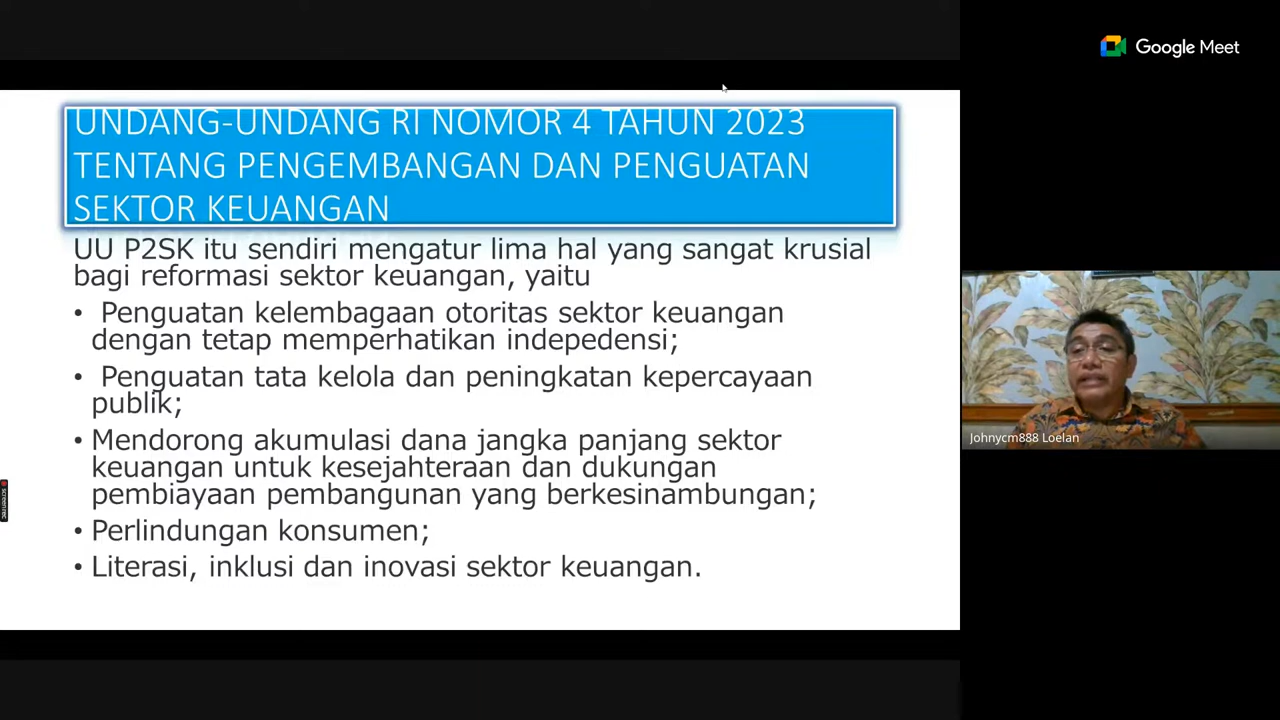 Google Meet
UNDANG-UNDANG RI NOMOR 4 TAHUN 2023
TENTANG PENGEMBANGAN DAN PENGUATAN
SEKTOR KEUANGAN
UU P2SK itu sendiri mengatur lima hal yang sangat krusial
bagi reformasi sektor keuangan, yaitu
• Penguatan kelembagaan otoritas sektor keuangan
dengan tetap memperhatikan indepedensi;
• Penguatan tata kelola dan peningkatan kepercayaan
publik;
• Mendorong akumulasi dana jangka panjang sektor
keuangan untuk kesejahteraan dan dukungan
pembiayaan pembangunan yang berkesinambungan;
• Perlindungan konsumen;
• Literasi, inklusi dan inovasi sektor keuangan.
Johnycm888 Loelan